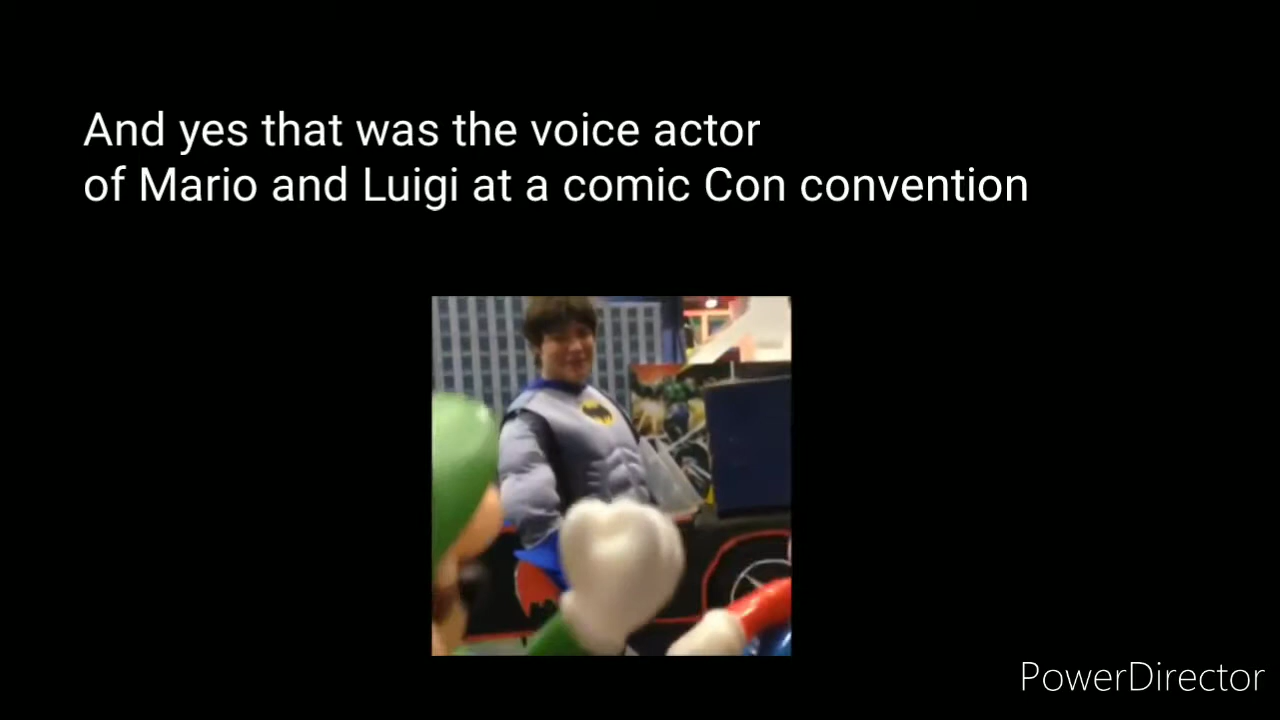 And yes that was the voice actor
of Mario and Luigi at a comic Con convention
PowerDirector